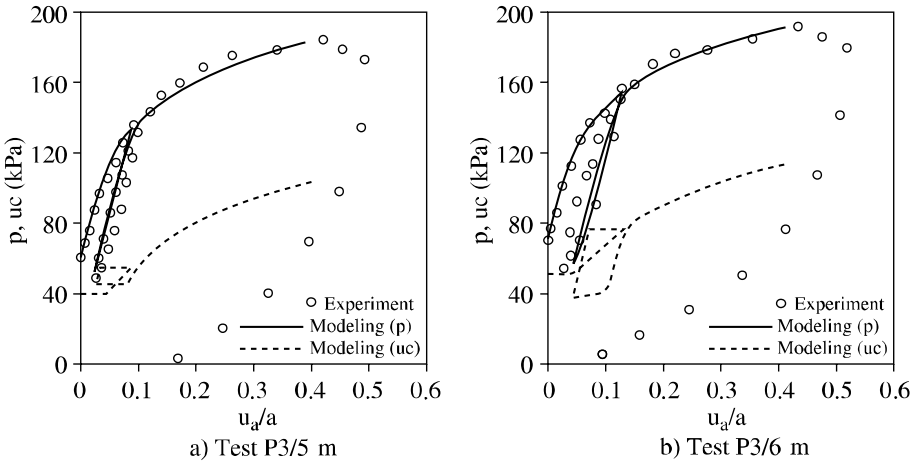 200
160
120
80
40
0
p, uc (kPa)
0 0.1 0.2 0.3 0.4 0.5 0.6
uₐ/a
Experiment
Modeling (p)
Modeling (uc)
a) Test P3/5 m
200
160
120
80
40
0
p, uc (kPa)
0 0.1 0.2 0.3 0.4 0.5 0.6
uₐ/a
Experiment
Modeling (p)
Modeling (uc)
b) Test P3/6 m